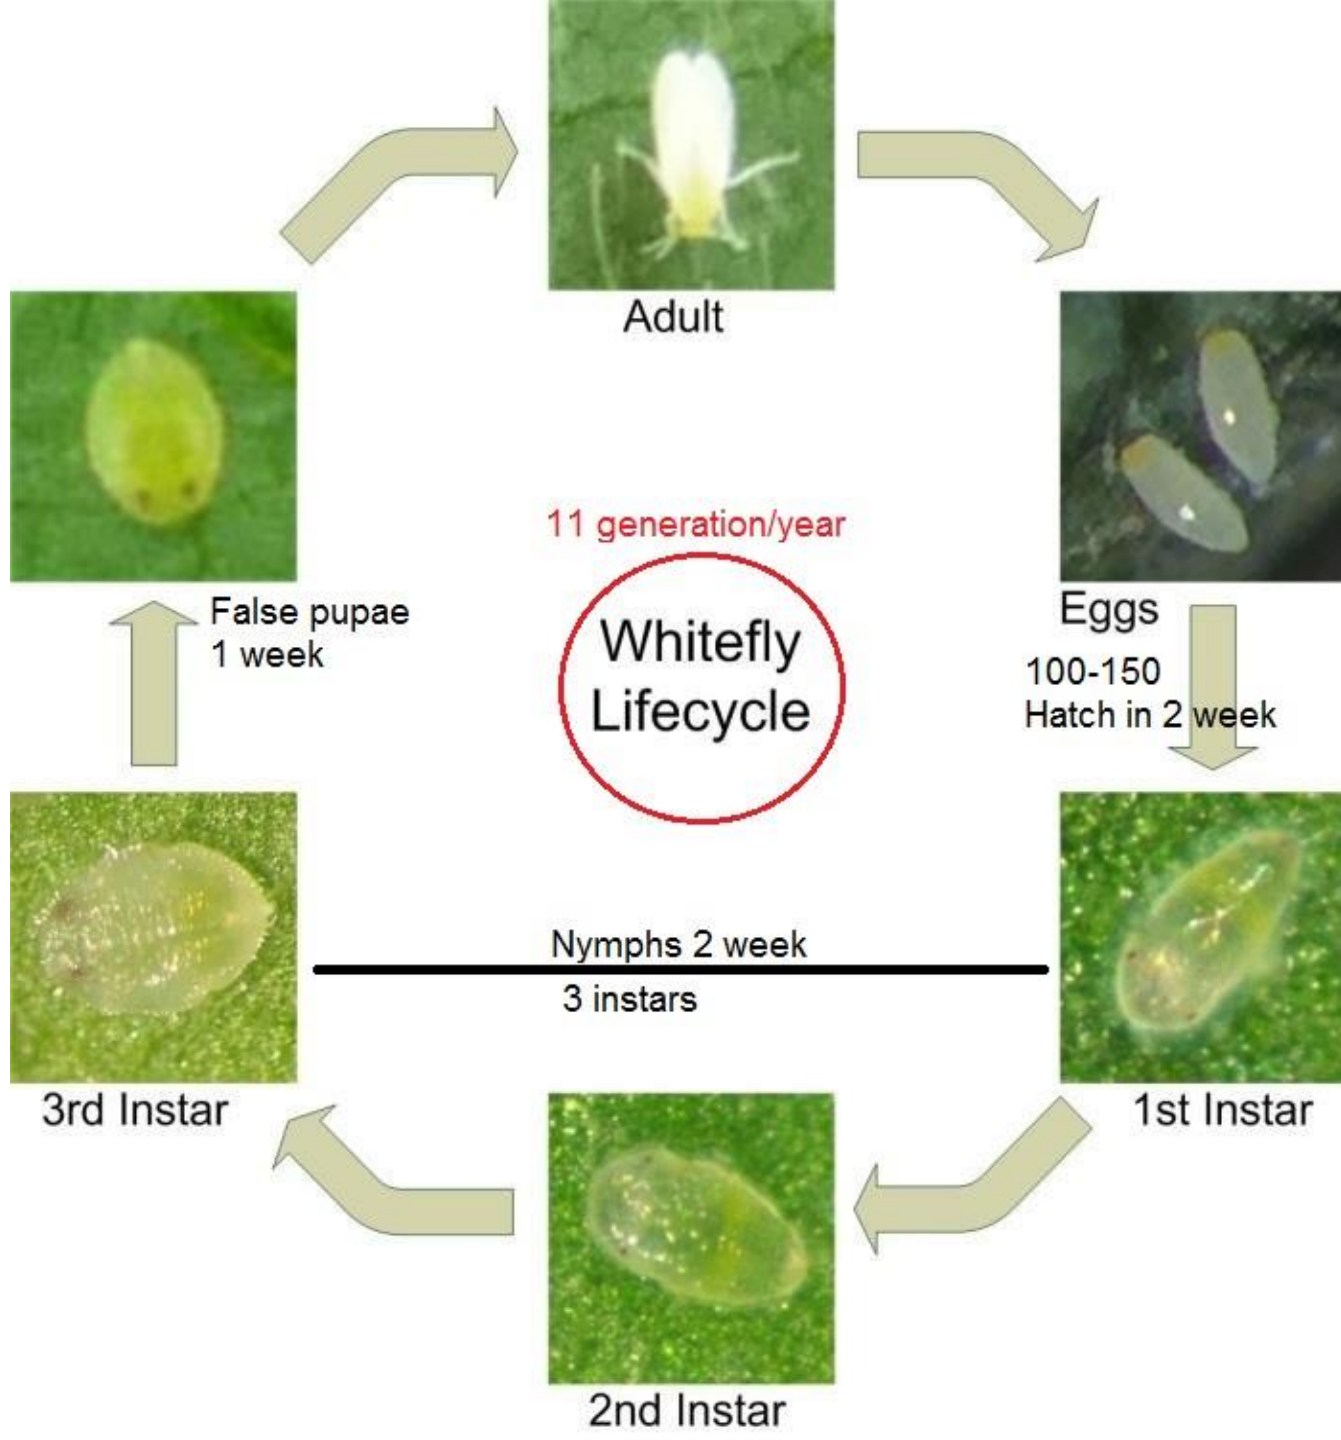 Adult
11 generation/year
Whitefly
Lifecycle
Eggs
100-150
Hatch in 2 week
False pupae
1 week
Nymphs 2 week
3 instars
3rd Instar
1st Instar
2nd Instar